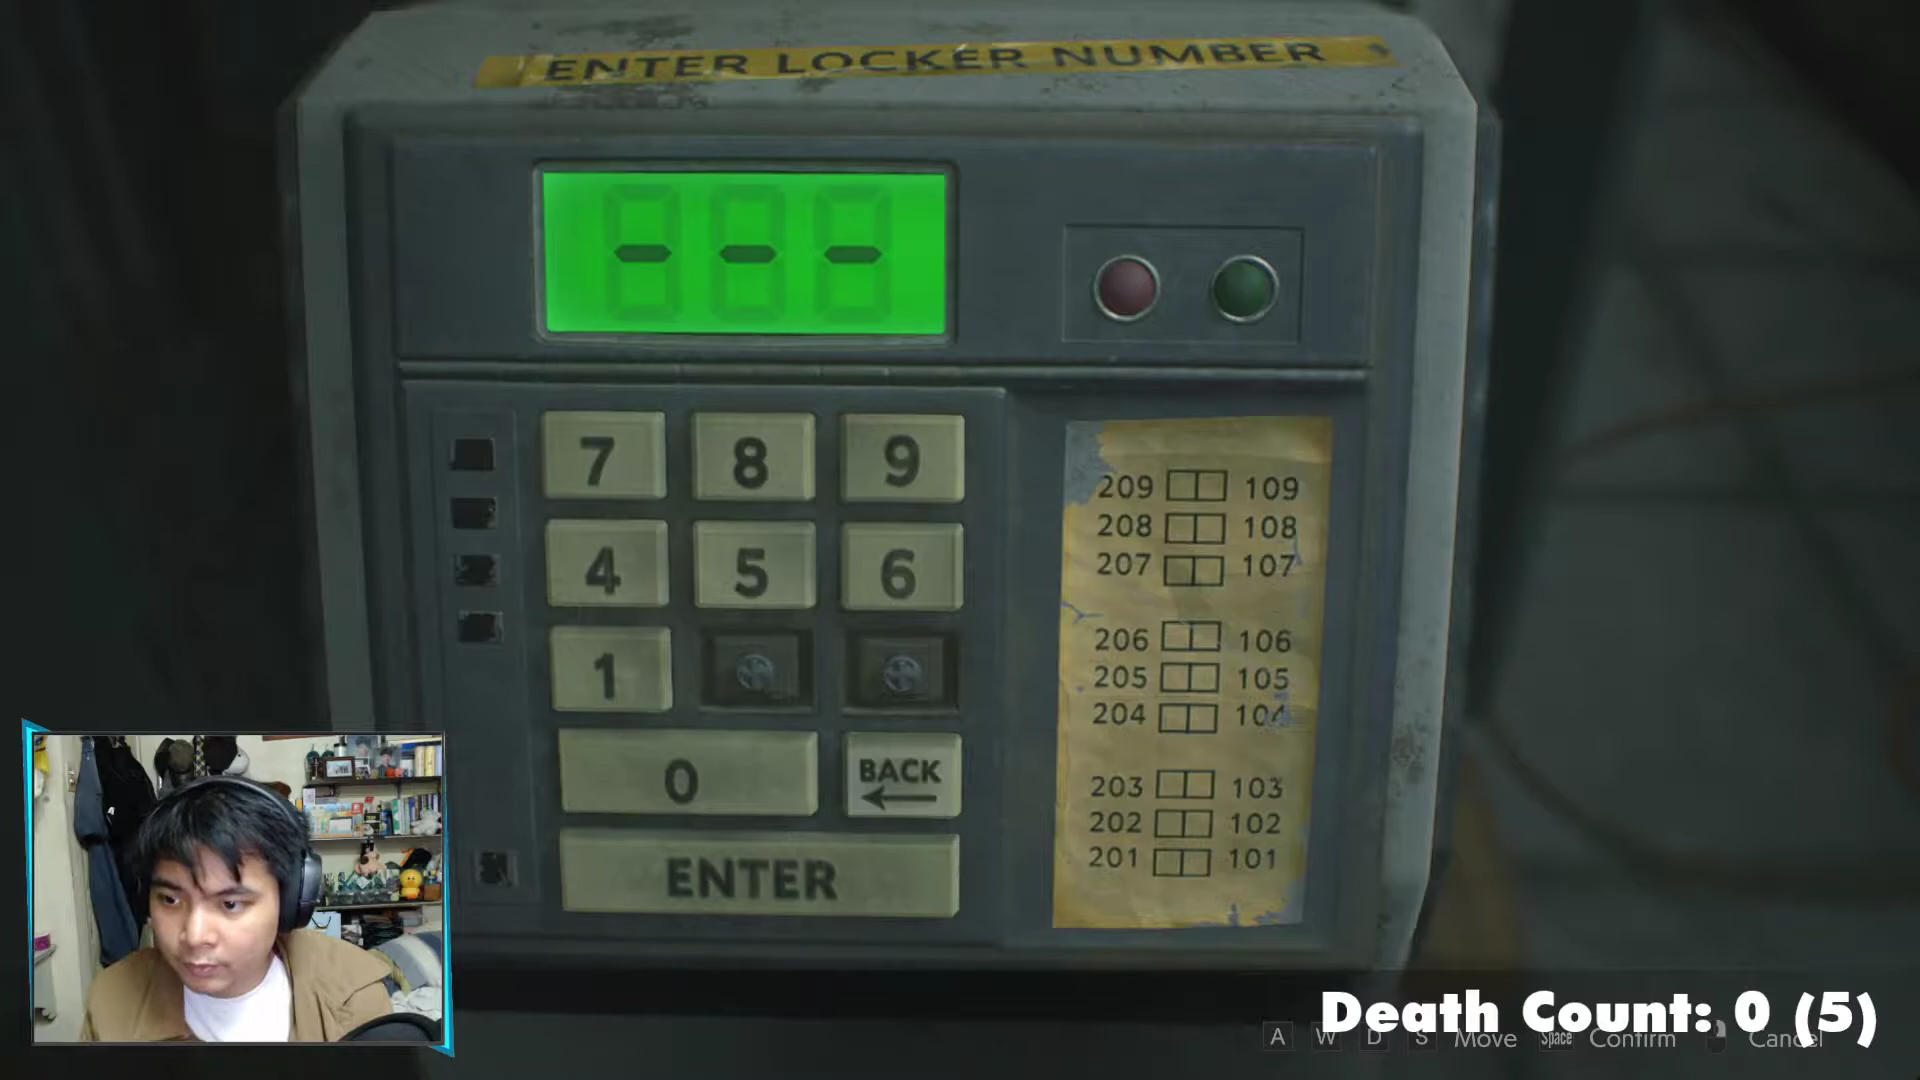 ENTER LOCKER NUMBER
---
7 8 9
4 5 6
1
0 BACK
ENTER
209 109
208 108
207 107
206 106
205 105
204 104
203 103
202 102
201 101
Death Count: 0 (5)
A W D S Move Space Confirm Cancel